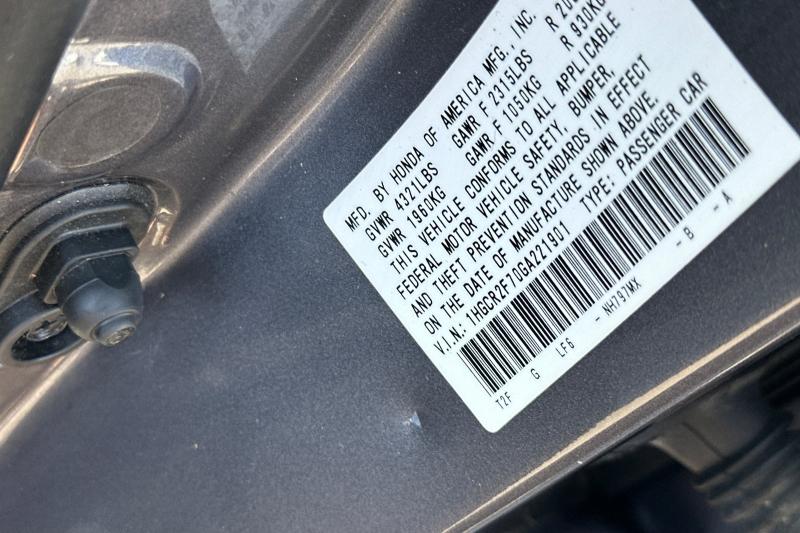 MFD. BY HONDA OF AMERICA MFG., INC.
GVWR 4321LBS GAWR F 2315LBS R
GVWR 1960KG GAWR F 1050KG R 930KG
THIS VEHICLE CONFORMS TO ALL APPLICABLE
FEDERAL MOTOR VEHICLE SAFETY, BUMPER,
AND THEFT PREVENTION STANDARDS IN EFFECT
ON THE DATE OF MANUFACTURE SHOWN ABOVE.
V.I.N.: 1HGCR2F70GA221901 TYPE: PASSENGER CAR
T2F G LF6 - NH797MX - B - A